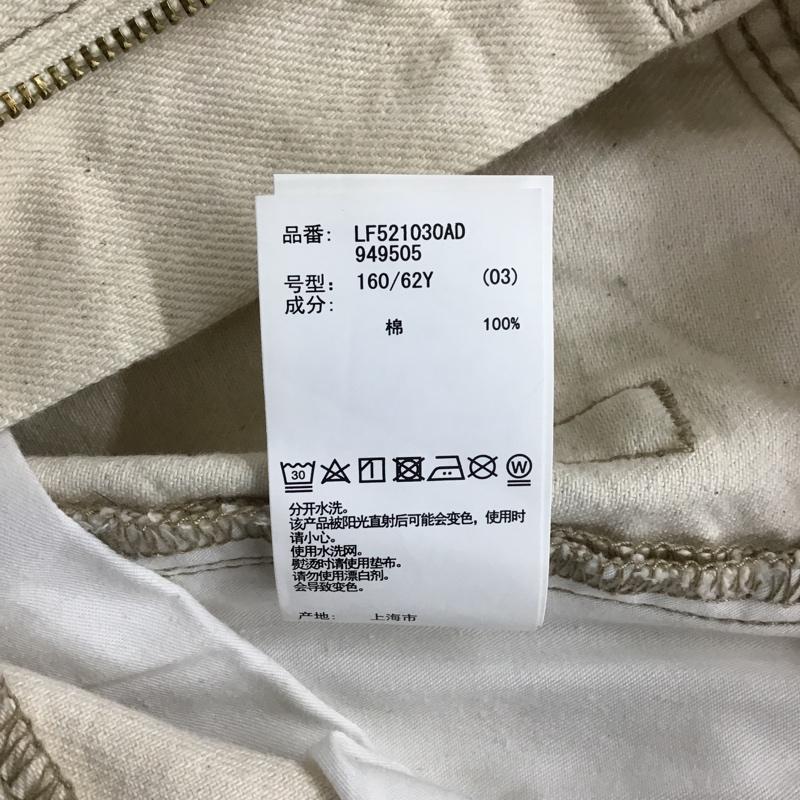 品番: LF521030AD
949505
号型: 160/62Y (03)
成分:
棉 100%
30 W
分开水洗。
该产品被阳光直射后可能会变色，使用时
请小心。
使用水洗网。
熨烫时请使用垫布。
请勿使用漂白剂。
会导致变色。
产地: 上海市